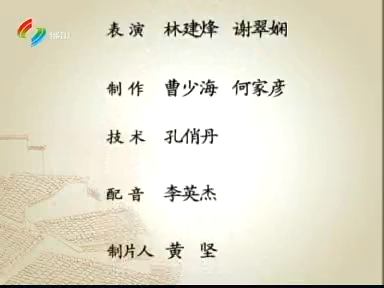 表演 林建烽 谢翠娴
制作 曹少海 何家彦
技术 孔俏丹
配音 李英杰
制片人 黄 坚